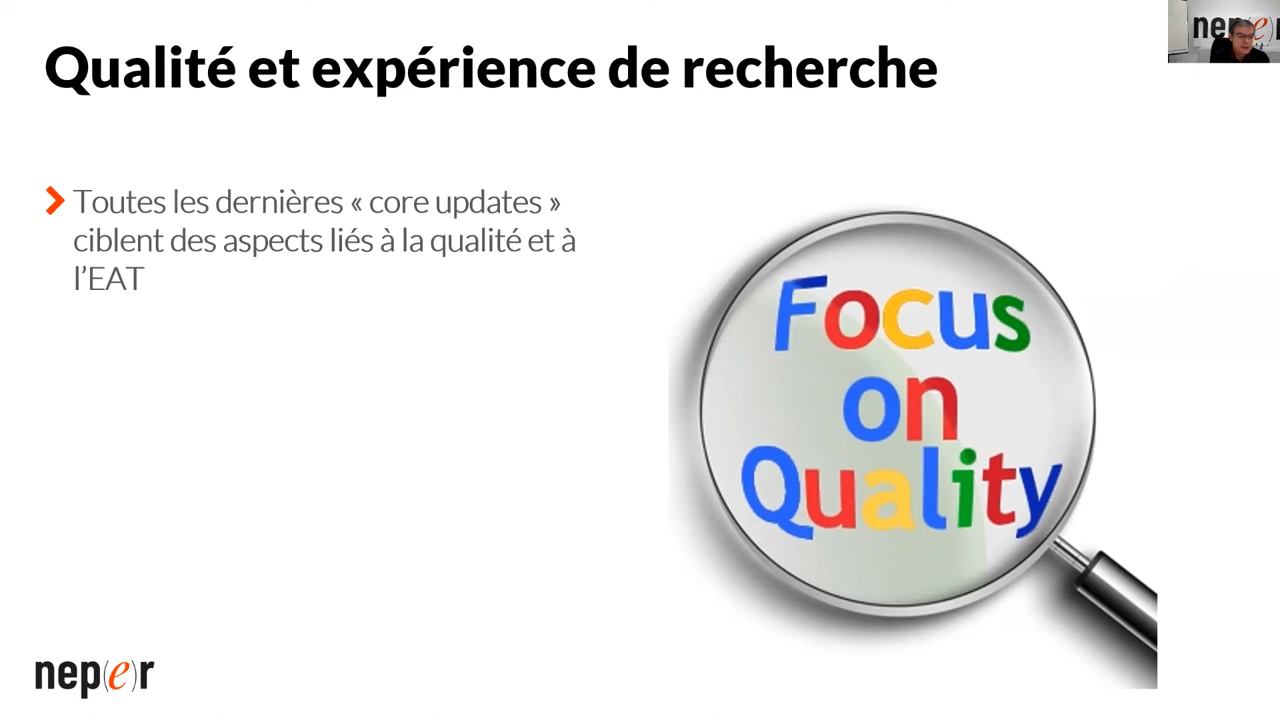 Qualité et expérience de recherche
Toutes les dernières « core updates »
ciblent des aspects liés à la qualité et à
l’EAT
Focus
on
Quality
nep(e)r